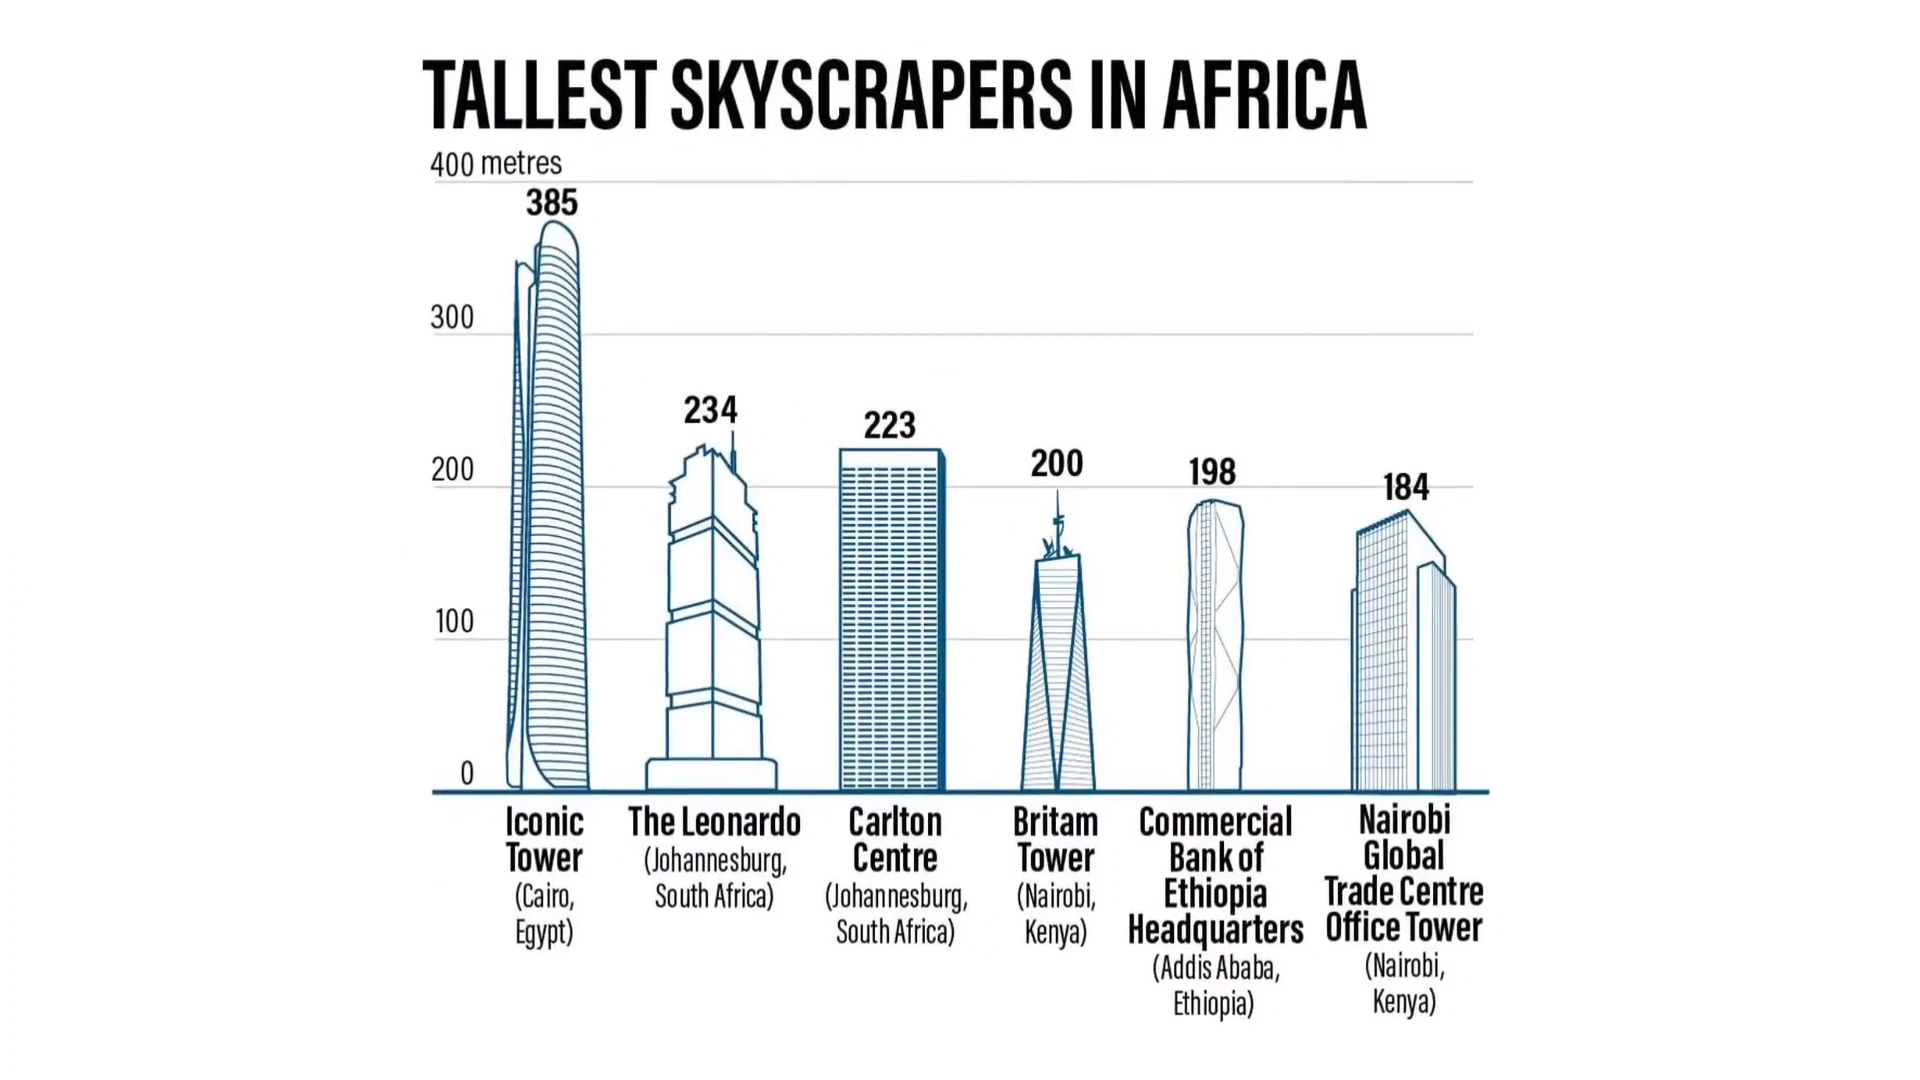 TALLEST SKYSCRAPERS IN AFRICA
400 metres
385
300
234
223
200
200
198
184
100
0
Iconic
Tower
(Cairo,
Egypt)
The Leonardo
(Johannesburg,
South Africa)
Carlton
Centre
(Johannesburg,
South Africa)
Britam
Tower
(Nairobi,
Kenya)
Commercial
Bank of
Ethiopia
Headquarters
(Addis Ababa,
Ethiopia)
Nairobi
Global
Trade Centre
Office Tower
(Nairobi,
Kenya)